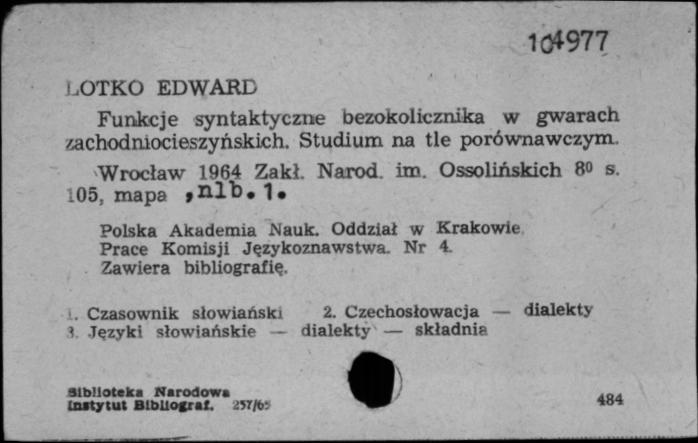 104977
LOTKO EDWARD
Funkcje syntaktyczne bezokolicznika w gwarach
zachodniocieszyńskich. Studium na tle porównawczym.
Wrocław 1964 Zakł. Narod. im. Ossolińskich 8⁰ s.
105, mapa , nlb. 1.
Polska Akademia Nauk. Oddział w Krakowie.
Prace Komisji Językoznawstwa. Nr 4.
Zawiera bibliografię.
1. Czasownik słowiański 2. Czechosłowacja — dialekty
3. Języki słowiańskie — dialekty — składnia
Biblioteka Narodowa
Instytut Bibliograf. 257/65
484